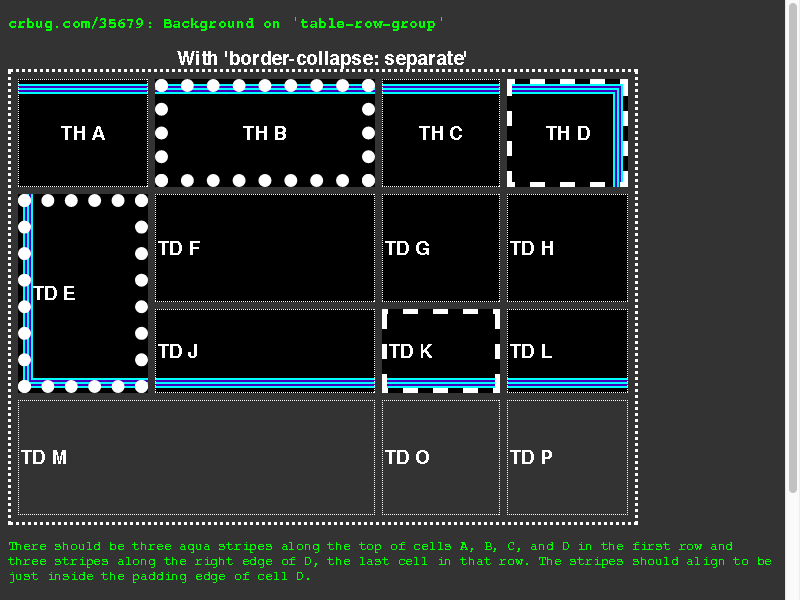 crbug.com/35679: Background on 'table-row-group'
With 'border-collapse: separate'
TH A TH B TH C TH D
TD E
TD F TD G TD H
TD J TD K TD L
TD M TD O TD P
There should be three aqua stripes along the top of cells A, B, C, and D in the first row and
three stripes along the right edge of D, the last cell in that row. The stripes should align to be
just inside the padding edge of cell D.